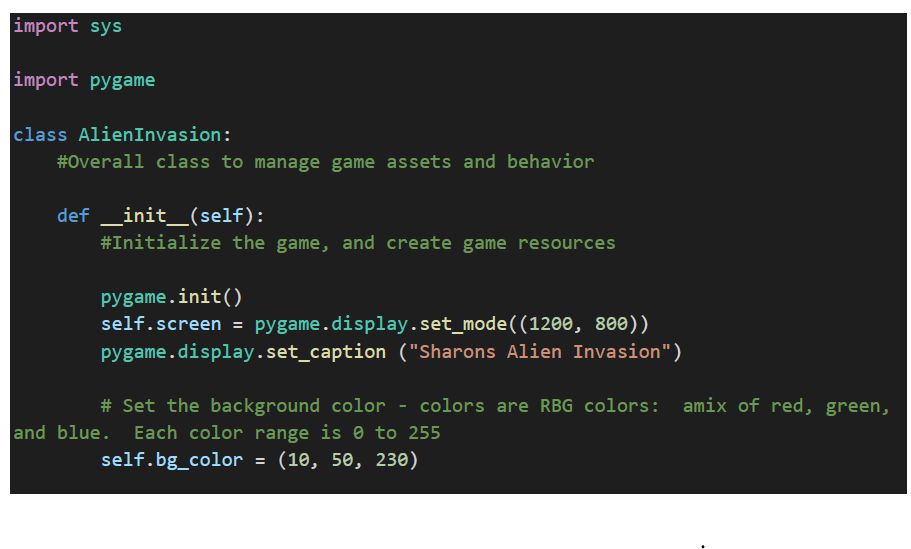 import sys
import pygame
class AlienInvasion:
    #Overall class to manage game assets and behavior
    def __init__(self):
        #Initialize the game, and create game resources
        pygame.init()
        self.screen = pygame.display.set_mode((1200, 800))
        pygame.display.set_caption ("Sharons Alien Invasion")
        # Set the background color - colors are RBG colors:  amix of red, green,
and blue.  Each color range is 0 to 255
        self.bg_color = (10, 50, 230)
.